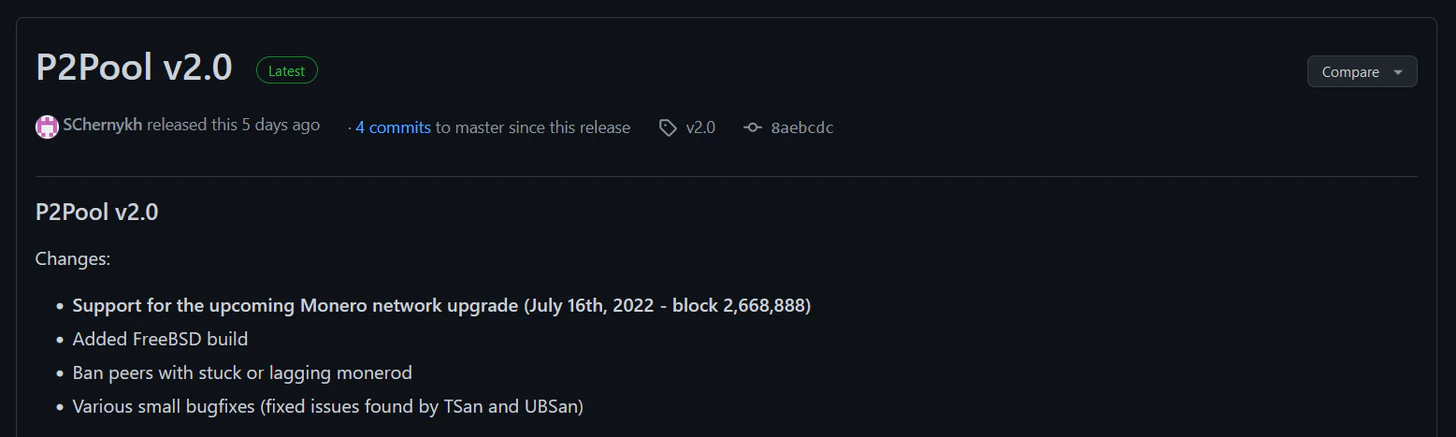 P2Pool v2.0 Latest Compare
SChernykh released this 5 days ago · 4 commits to master since this release v2.0 8aebcdc
P2Pool v2.0
Changes:
• Support for the upcoming Monero network upgrade (July 16th, 2022 - block 2,668,888)
• Added FreeBSD build
• Ban peers with stuck or lagging monerod
• Various small bugfixes (fixed issues found by TSan and UBSan)